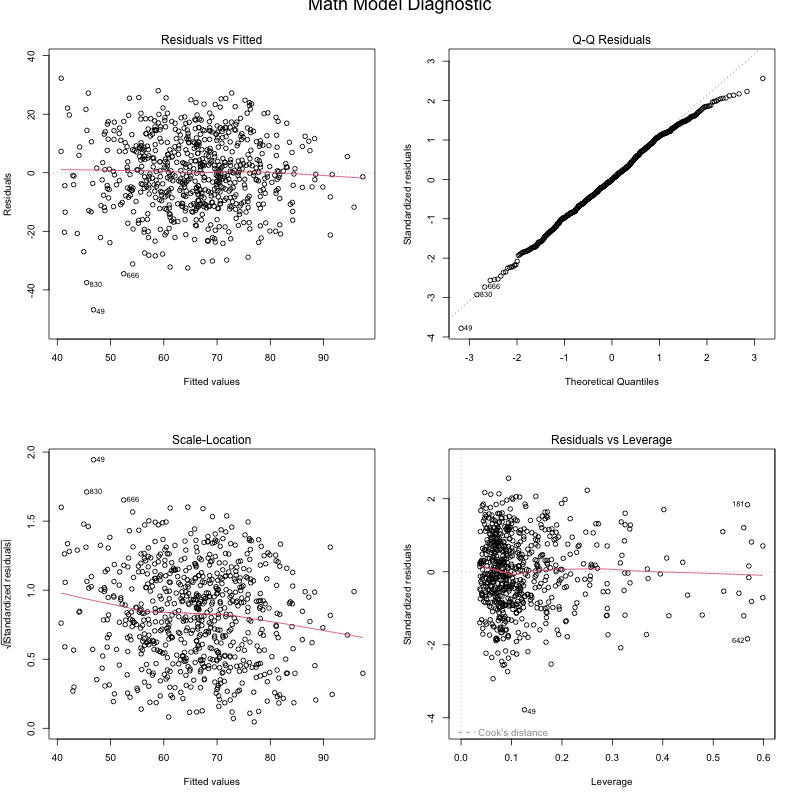 Math Model Diagnostic
Residuals vs Fitted
Residuals
40
20
0
-20
-40
666
830
49
40 50 60 70 80 90
Fitted values
Q-Q Residuals
Standardized residuals
3
2
1
0
-1
-2
-3
-4
666
830
49
-3 -2 -1 0 1 2 3
Theoretical Quantiles
Scale-Location
√|Standardized residuals|
2.0
1.5
1.0
0.5
0.0
49
830
666
40 50 60 70 80 90
Fitted values
Residuals vs Leverage
Standardized residuals
2
0
-2
-4
181
642
49
Cook's distance
0.0 0.1 0.2 0.3 0.4 0.5 0.6
Leverage